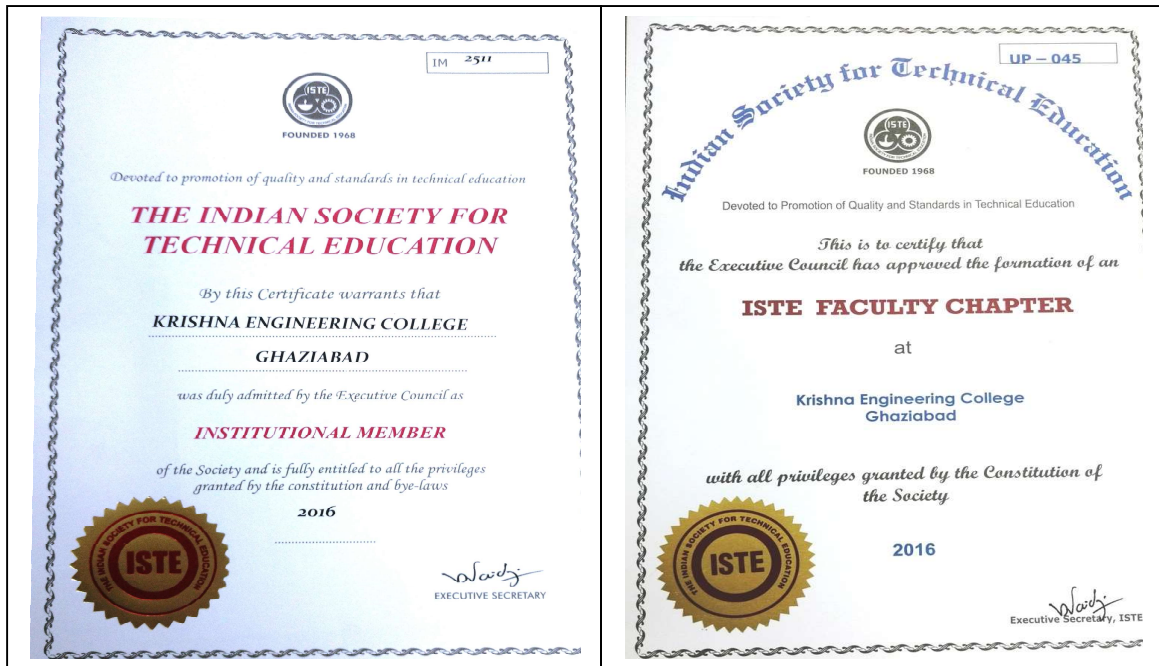 IM 2511
ISTE
FOUNDED 1968
Devoted to promotion of quality and standards in technical education
THE INDIAN SOCIETY FOR
TECHNICAL EDUCATION
By this Certificate warrants that
KRISHNA ENGINEERING COLLEGE
GHAZIABAD
was duly admitted by the Executive Council as
INSTITUTIONAL MEMBER
of the Society and is fully entitled to all the privileges
granted by the constitution and bye-laws
2016
THE INDIAN SOCIETY FOR TECHNICAL EDUCATION
ISTE
EXECUTIVE SECRETARY
UP – 045
Indian Society for Technical Education
ISTE
FOUNDED 1968
Devoted to Promotion of Quality and Standards in Technical Education
This is to certify that
the Executive Council has approved the formation of an
ISTE FACULTY CHAPTER
at
Krishna Engineering College
Ghaziabad
with all privileges granted by the Constitution of
the Society
2016
THE INDIAN SOCIETY FOR TECHNICAL EDUCATION
ISTE
Executive Secretary, ISTE